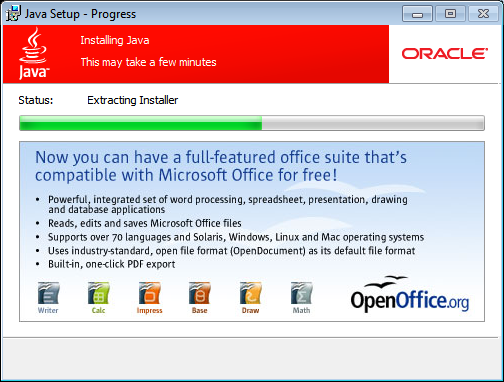 Java Setup - Progress
Installing Java
This may take a few minutes
Java™
ORACLE
Status: Extracting Installer
Now you can have a full-featured office suite that's
compatible with Microsoft Office for free!
• Powerful, integrated set of word processing, spreadsheet, presentation, drawing
and database applications
• Reads, edits and saves Microsoft Office files
• Supports over 70 languages and Solaris, Windows, Linux and Mac operating systems
• Uses industry-standard, open file format (OpenDocument) as its default file format
• Built-in, one-click PDF export
Writer Calc Impress Base Draw Math
OpenOffice.org